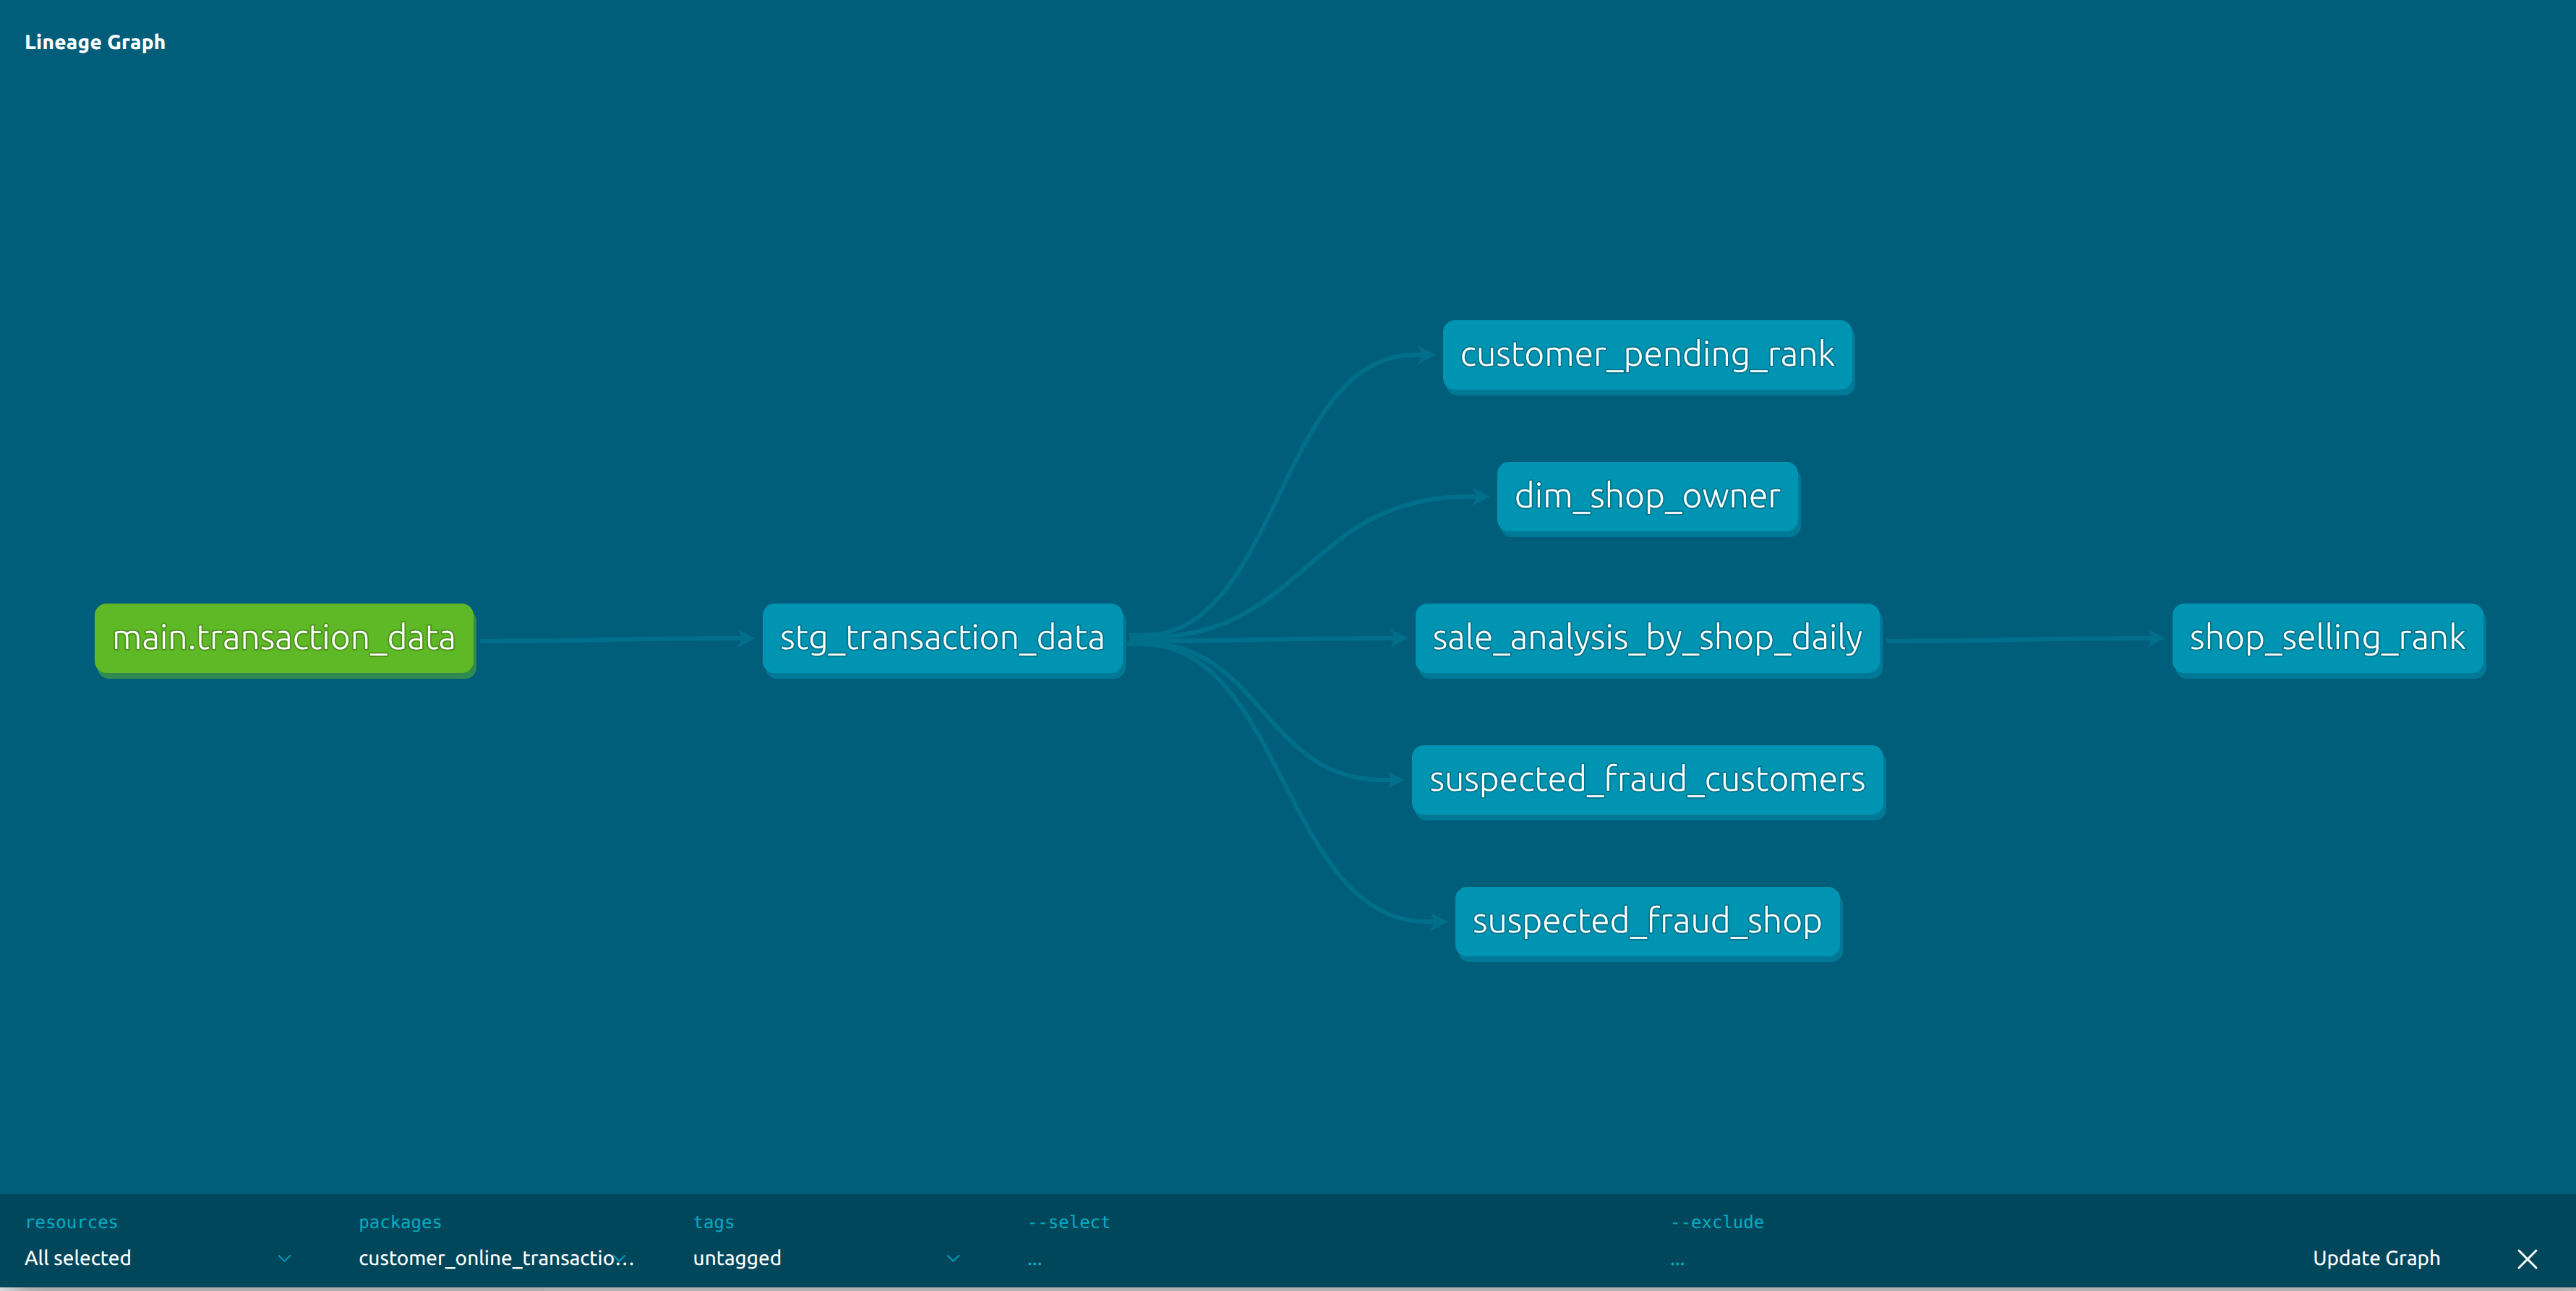 Lineage Graph
customer_pending_rank
dim_shop_owner
main.transaction_data
stg_transaction_data
sale_analysis_by_shop_daily
shop_selling_rank
suspected_fraud_customers
suspected_fraud_shop
resources
packages
tags
--select
--exclude
All selected
customer_online_transactio...
untagged
...
...
Update Graph